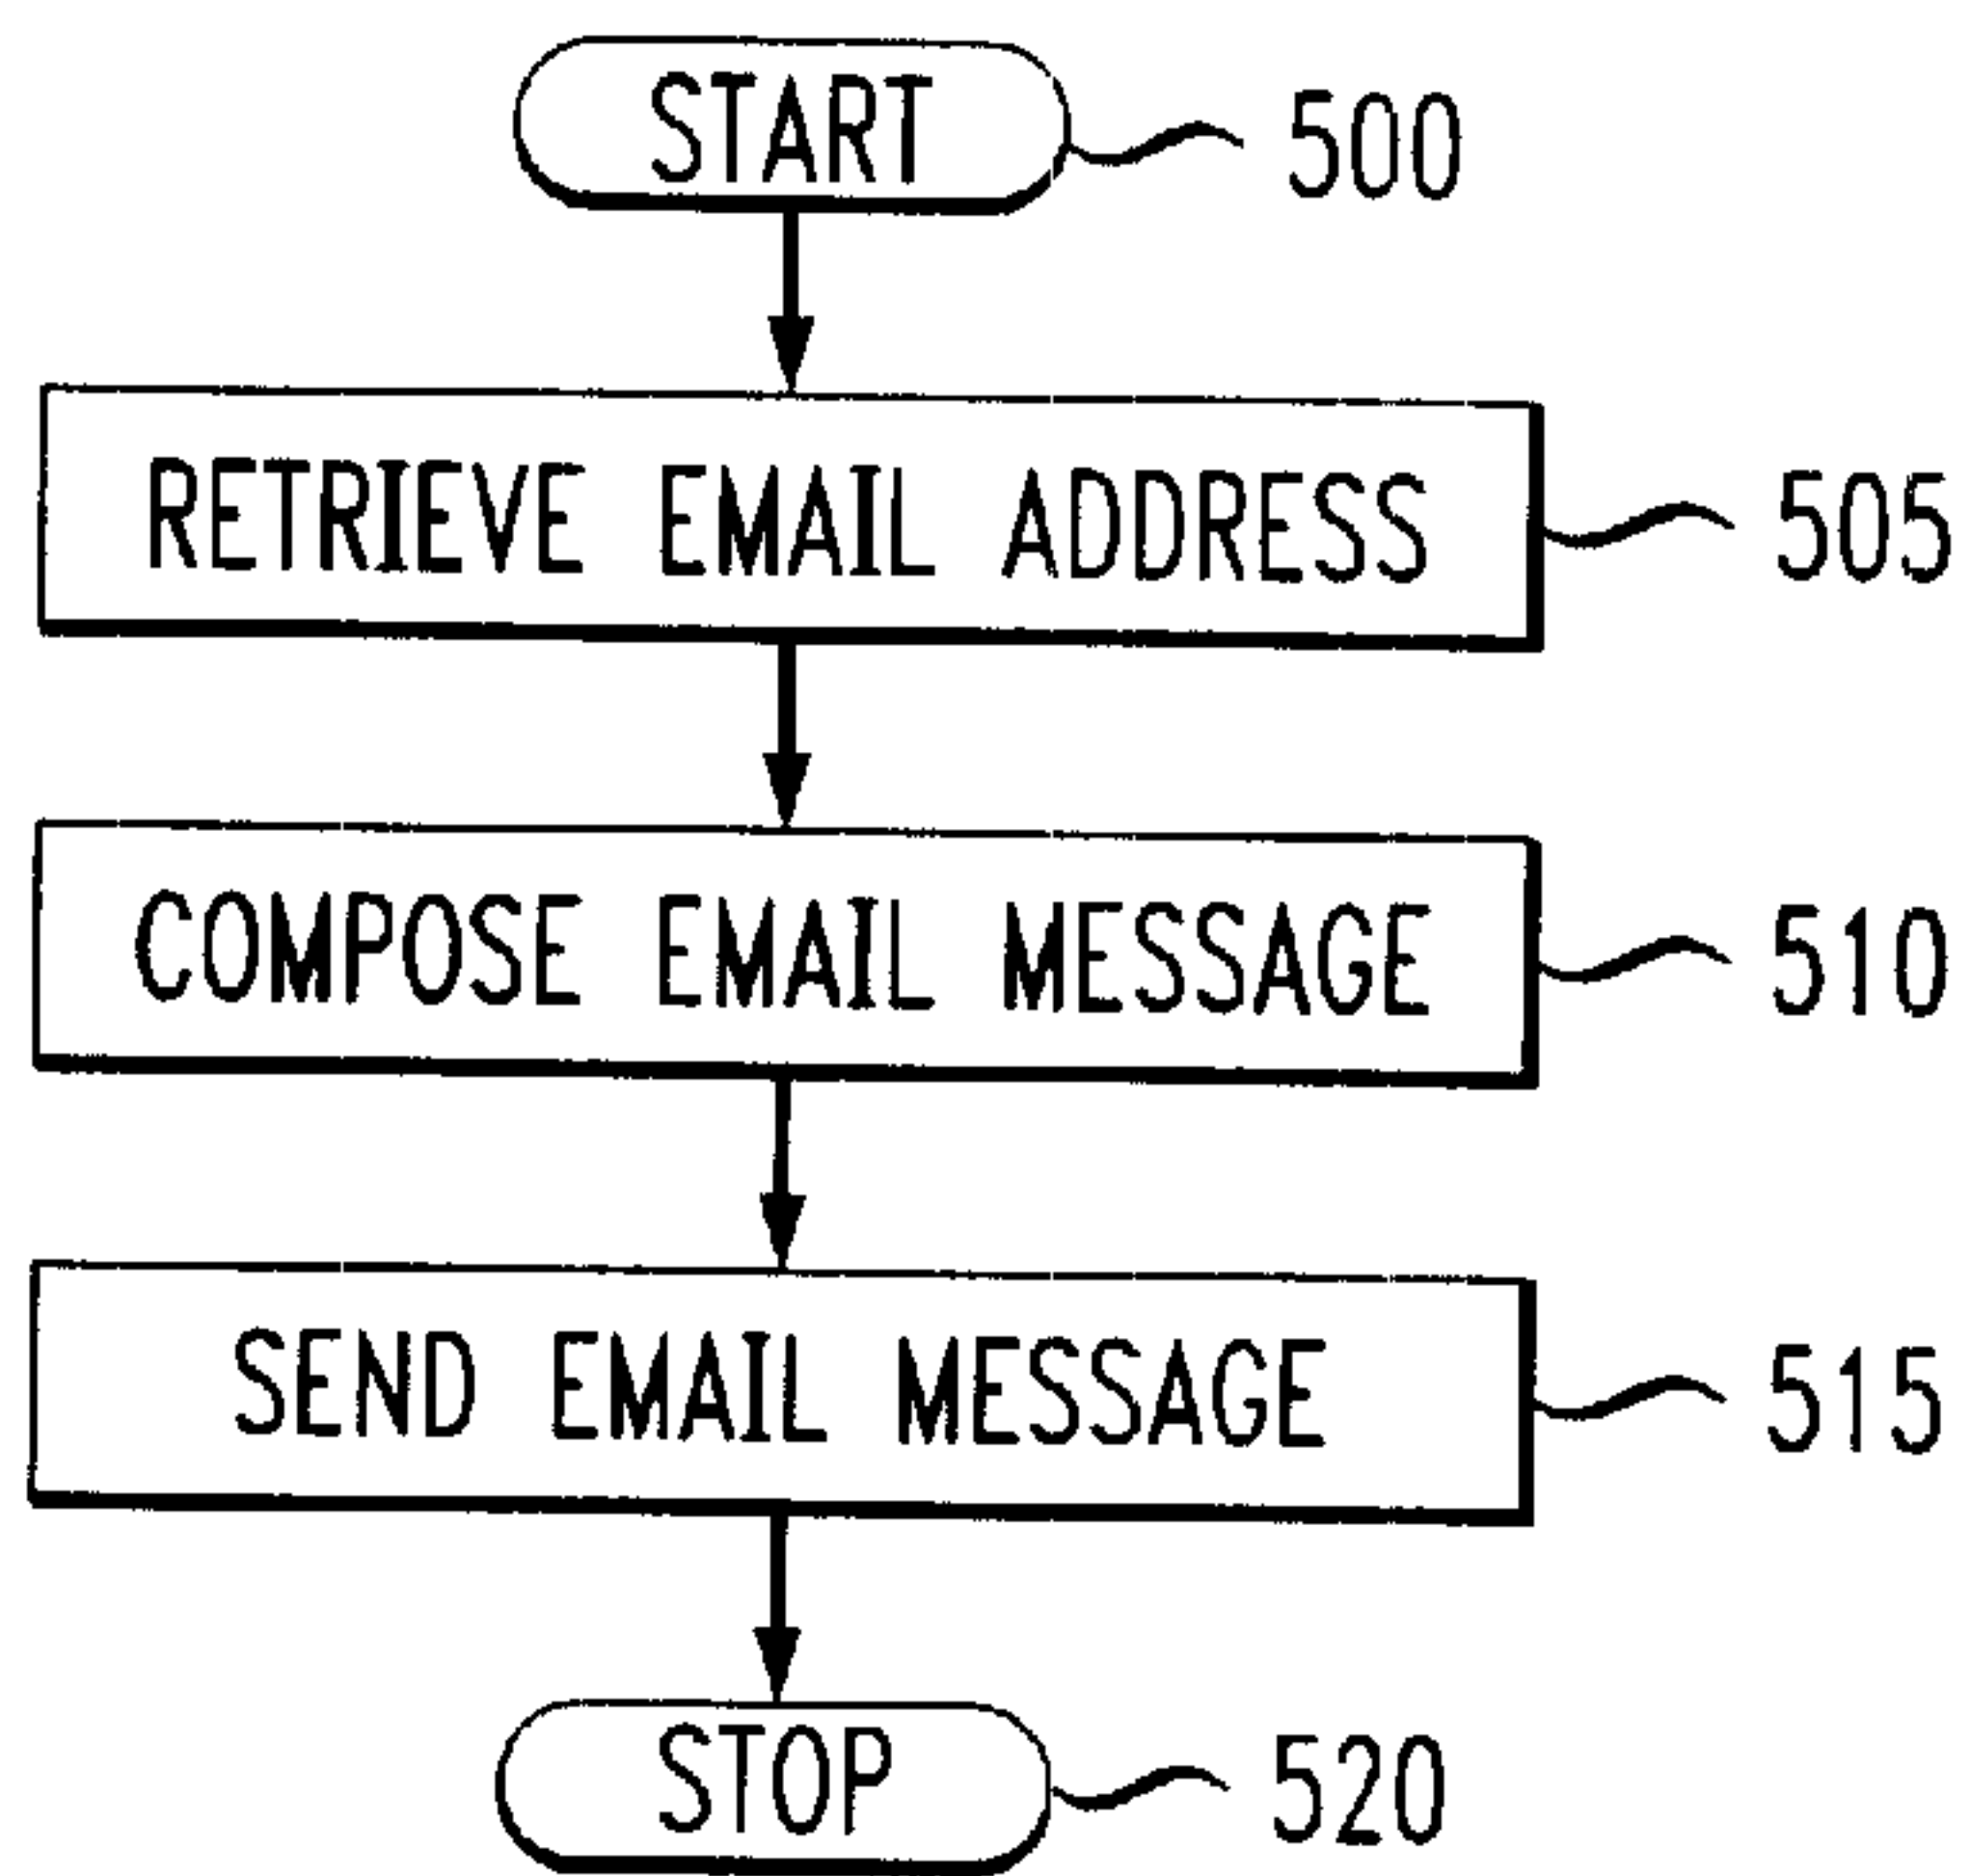 START 500
RETRIEVE EMAIL ADDRESS 505
COMPOSE EMAIL MESSAGE 510
SEND EMAIL MESSAGE 515
STOP 520